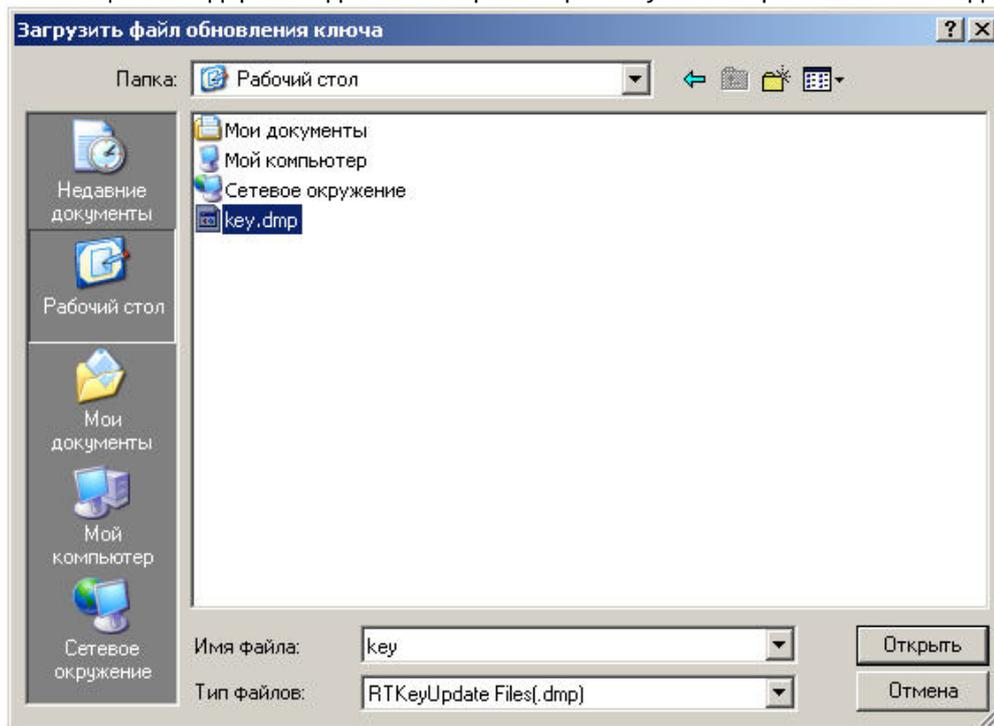 Загрузить файл обновления ключа
Папка: Рабочий стол
Мои документы
Мой компьютер
Сетевое окружение
key.dmp
Недавние
документы
Рабочий стол
Мои
документы
Мой
компьютер
Сетевое
окружение
Имя файла: key Открыть
Тип файлов: RTKeyUpdate Files(.dmp) Отмена